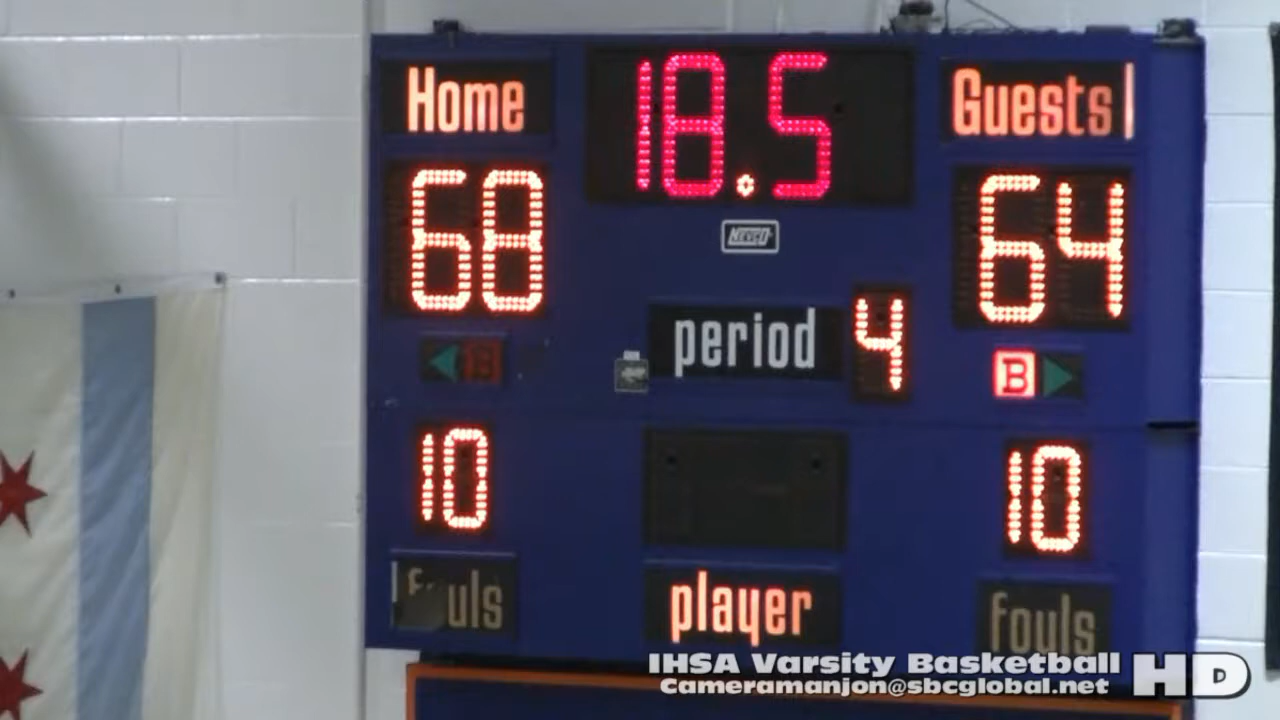 Home 18.5 Guests
68 64
NEVCO
period 4
B B
10 10
fouls player fouls
IHSA Varsity Basketball HD
Cameramanjon@sbcglobal.net